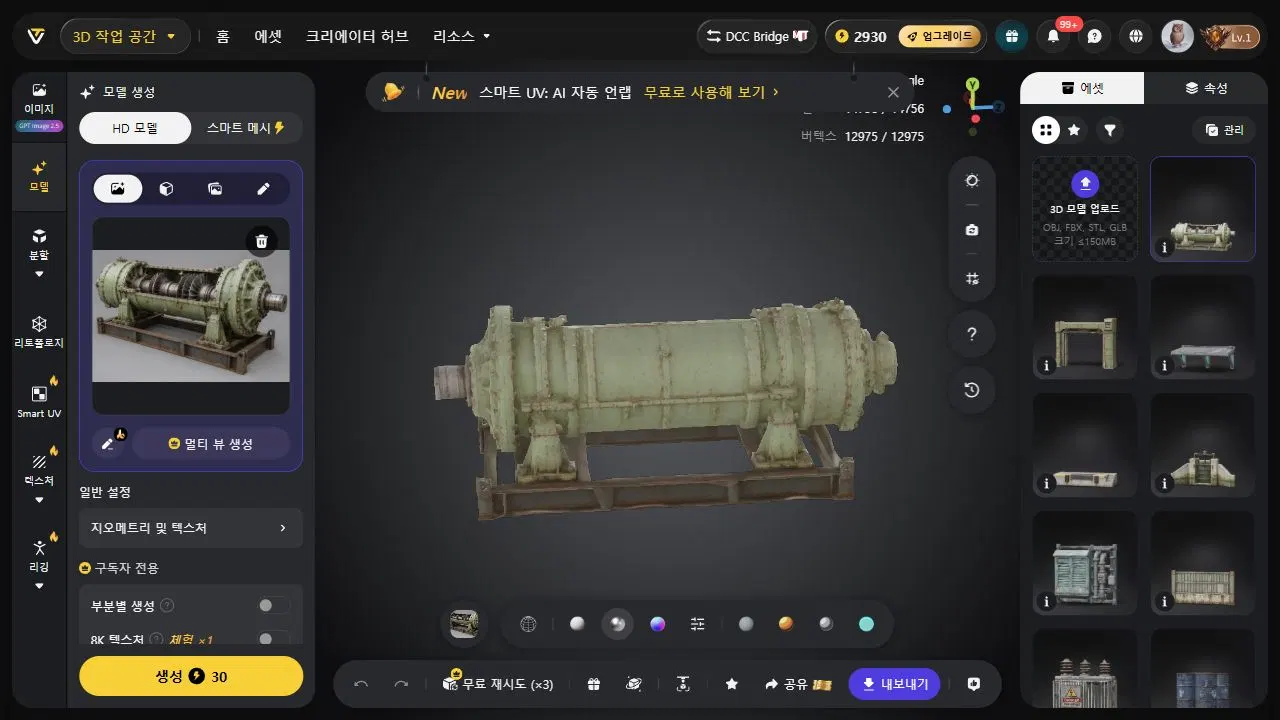 3D 작업 공간
홈
에셋
크리에이터 허브
리소스
DCC Bridge
2930
업그레이드
99+
Lv.1
이미지
GPT Image 2.5
모델
분할
리토폴로지
Smart UV
텍스처
리깅
모델 생성
HD 모델
스마트 메시
멀티 뷰 생성
일반 설정
지오메트리 및 텍스처
구독자 전용
부분별 생성
8K 텍스처 체험 ×1
생성 30
New 스마트 UV: AI 자동 언랩 무료로 사용해 보기
버텍스 12975 / 12975
무료 재시도 (×3)
공유
내보내기
에셋
속성
관리
3D 모델 업로드
OBJ, FBX, STL, GLB
크기 ≤150MB